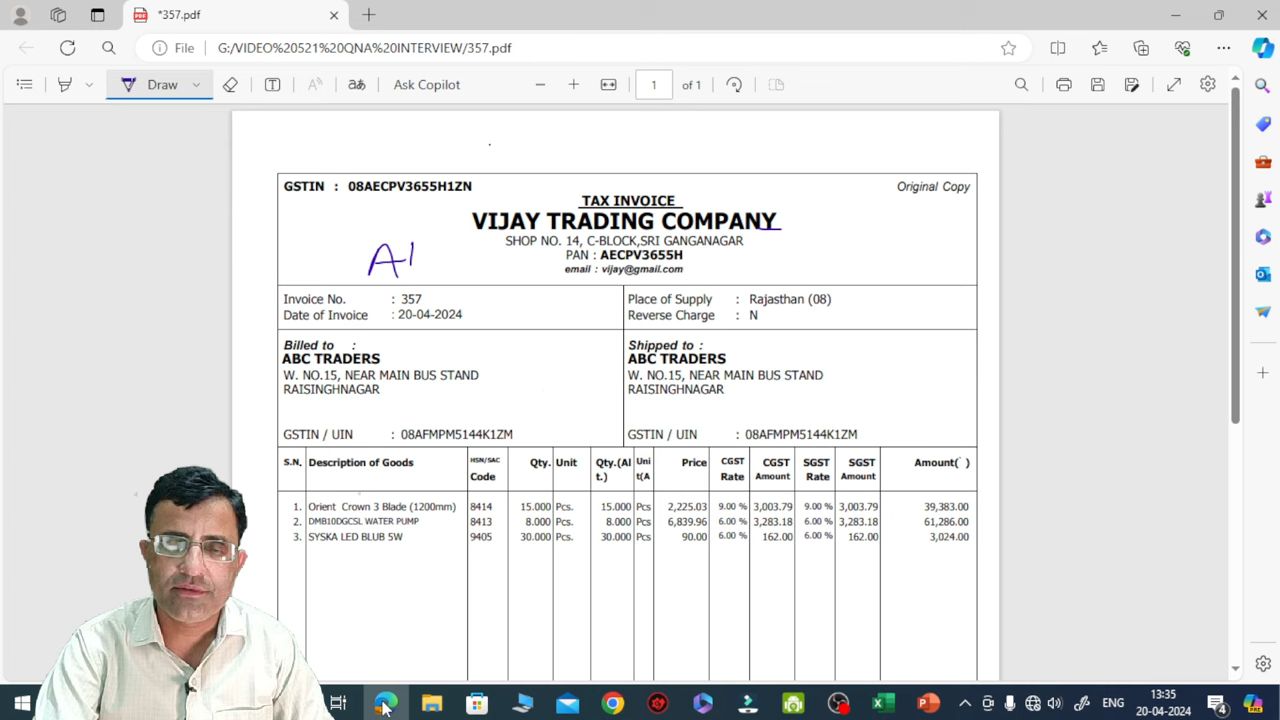 *357.pdf
File G:/VIDEO%20521%20QNA%20INTERVIEW/357.pdf
Draw Ask Copilot 1 of 1
GSTIN : 08AECPV3655H1ZN Original Copy
TAX INVOICE
VIJAY TRADING COMPANY
SHOP NO. 14, C-BLOCK,SRI GANGANAGAR
PAN : AECPV3655H
email : vijay@gmail.com
Invoice No. : 357 Place of Supply : Rajasthan (08)
Date of Invoice : 20-04-2024 Reverse Charge : N
Billed to : Shipped to :
ABC TRADERS ABC TRADERS
W. NO.15, NEAR MAIN BUS STAND W. NO.15, NEAR MAIN BUS STAND
RAISINGHNAGAR RAISINGHNAGAR
GSTIN / UIN : 08AFMPM5144K1ZM GSTIN / UIN : 08AFMPM5144K1ZM
S.N. Description of Goods HSN/SAC Code Qty. Unit Qty.(Alt.) Unit(A Price CGST Rate CGST Amount SGST Rate SGST Amount Amount(` )
1. Orient Crown 3 Blade (1200mm) 8414 15.000 Pcs. 15.000 Pcs 2,225.03 9.00 % 3,003.79 9.00 % 3,003.79 39,383.00
2. DMB10DGCSL WATER PUMP 8413 8.000 Pcs. 8.000 Pcs 6,839.96 6.00 % 3,283.18 6.00 % 3,283.18 61,286.00
3. SYSKA LED BLUB 5W 9405 30.000 Pcs. 30.000 Pcs 90.00 6.00 % 162.00 6.00 % 162.00 3,024.00
ENG 13:35
20-04-2024 4